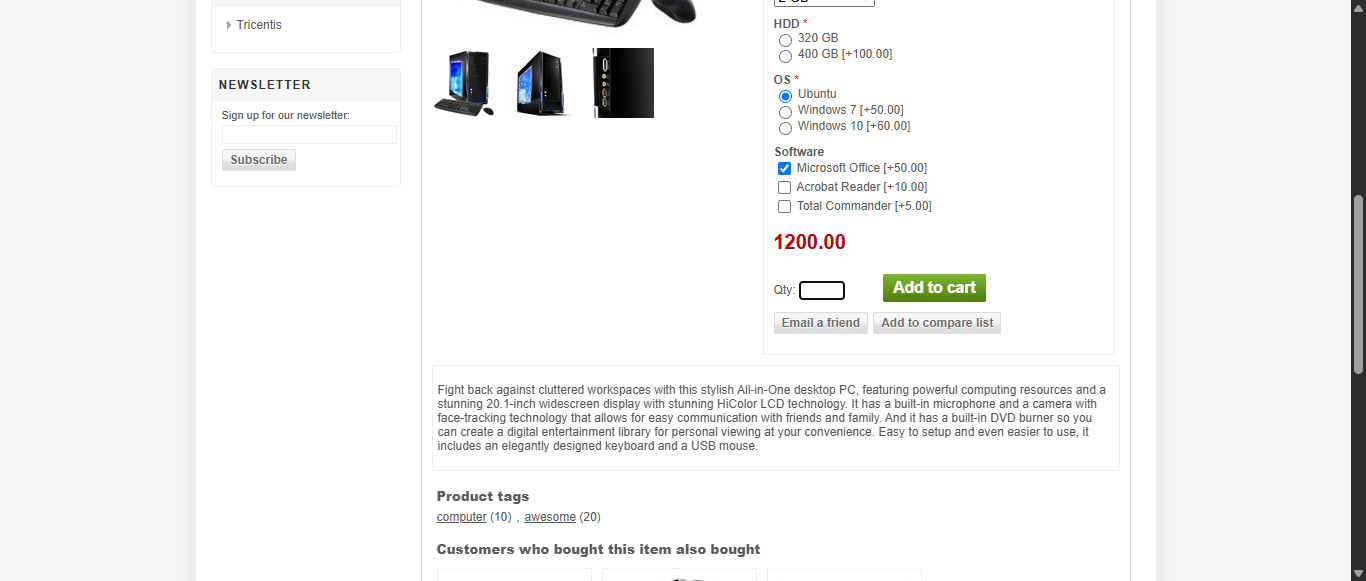 Tricentis
NEWSLETTER
Sign up for our newsletter:
Subscribe
HDD *
320 GB
400 GB [+100.00]
OS *
Ubuntu
Windows 7 [+50.00]
Windows 10 [+60.00]
Software
Microsoft Office [+50.00]
Acrobat Reader [+10.00]
Total Commander [+5.00]
1200.00
Qty:
Add to cart
Email a friend
Add to compare list
Fight back against cluttered workspaces with this stylish All-in-One desktop PC, featuring powerful computing resources and a
stunning 20.1-inch widescreen display with stunning HiColor LCD technology. It has a built-in microphone and a camera with
face-tracking technology that allows for easy communication with friends and family. And it has a built-in DVD burner so you
can create a digital entertainment library for personal viewing at your convenience. Easy to setup and even easier to use, it
includes an elegantly designed keyboard and a USB mouse.
Product tags
computer (10) , awesome (20)
Customers who bought this item also bought